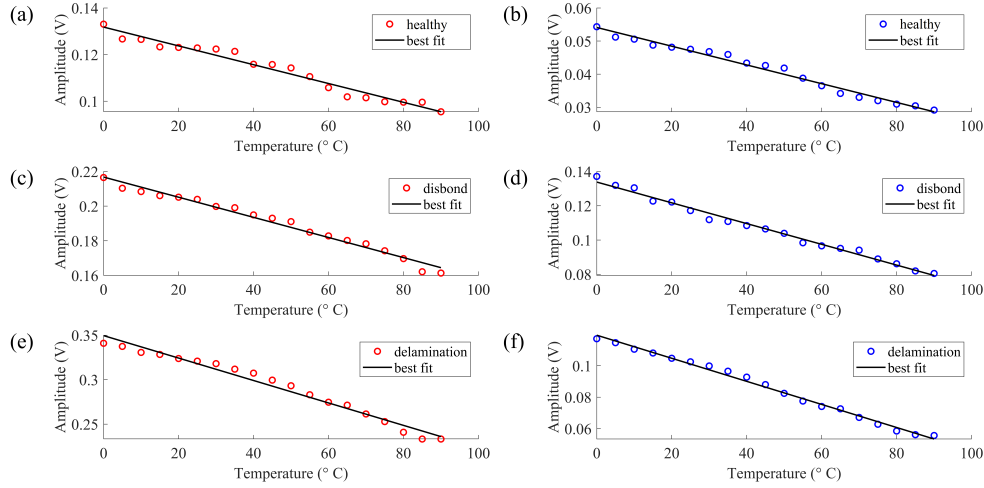 (a)
0.14
0.12
0.1
Amplitude (V)
healthy
best fit
0 20 40 60 80 100
Temperature (° C)
(b)
0.06
0.05
0.04
0.03
Amplitude (V)
healthy
best fit
0 20 40 60 80 100
Temperature (° C)
(c)
0.22
0.2
0.18
0.16
Amplitude (V)
disbond
best fit
0 20 40 60 80 100
Temperature (° C)
(d)
0.14
0.12
0.1
0.08
Amplitude (V)
disbond
best fit
0 20 40 60 80 100
Temperature (° C)
(e)
0.35
0.3
0.25
Amplitude (V)
delamination
best fit
0 20 40 60 80 100
Temperature (° C)
(f)
0.1
0.08
0.06
Amplitude (V)
delamination
best fit
0 20 40 60 80 100
Temperature (° C)